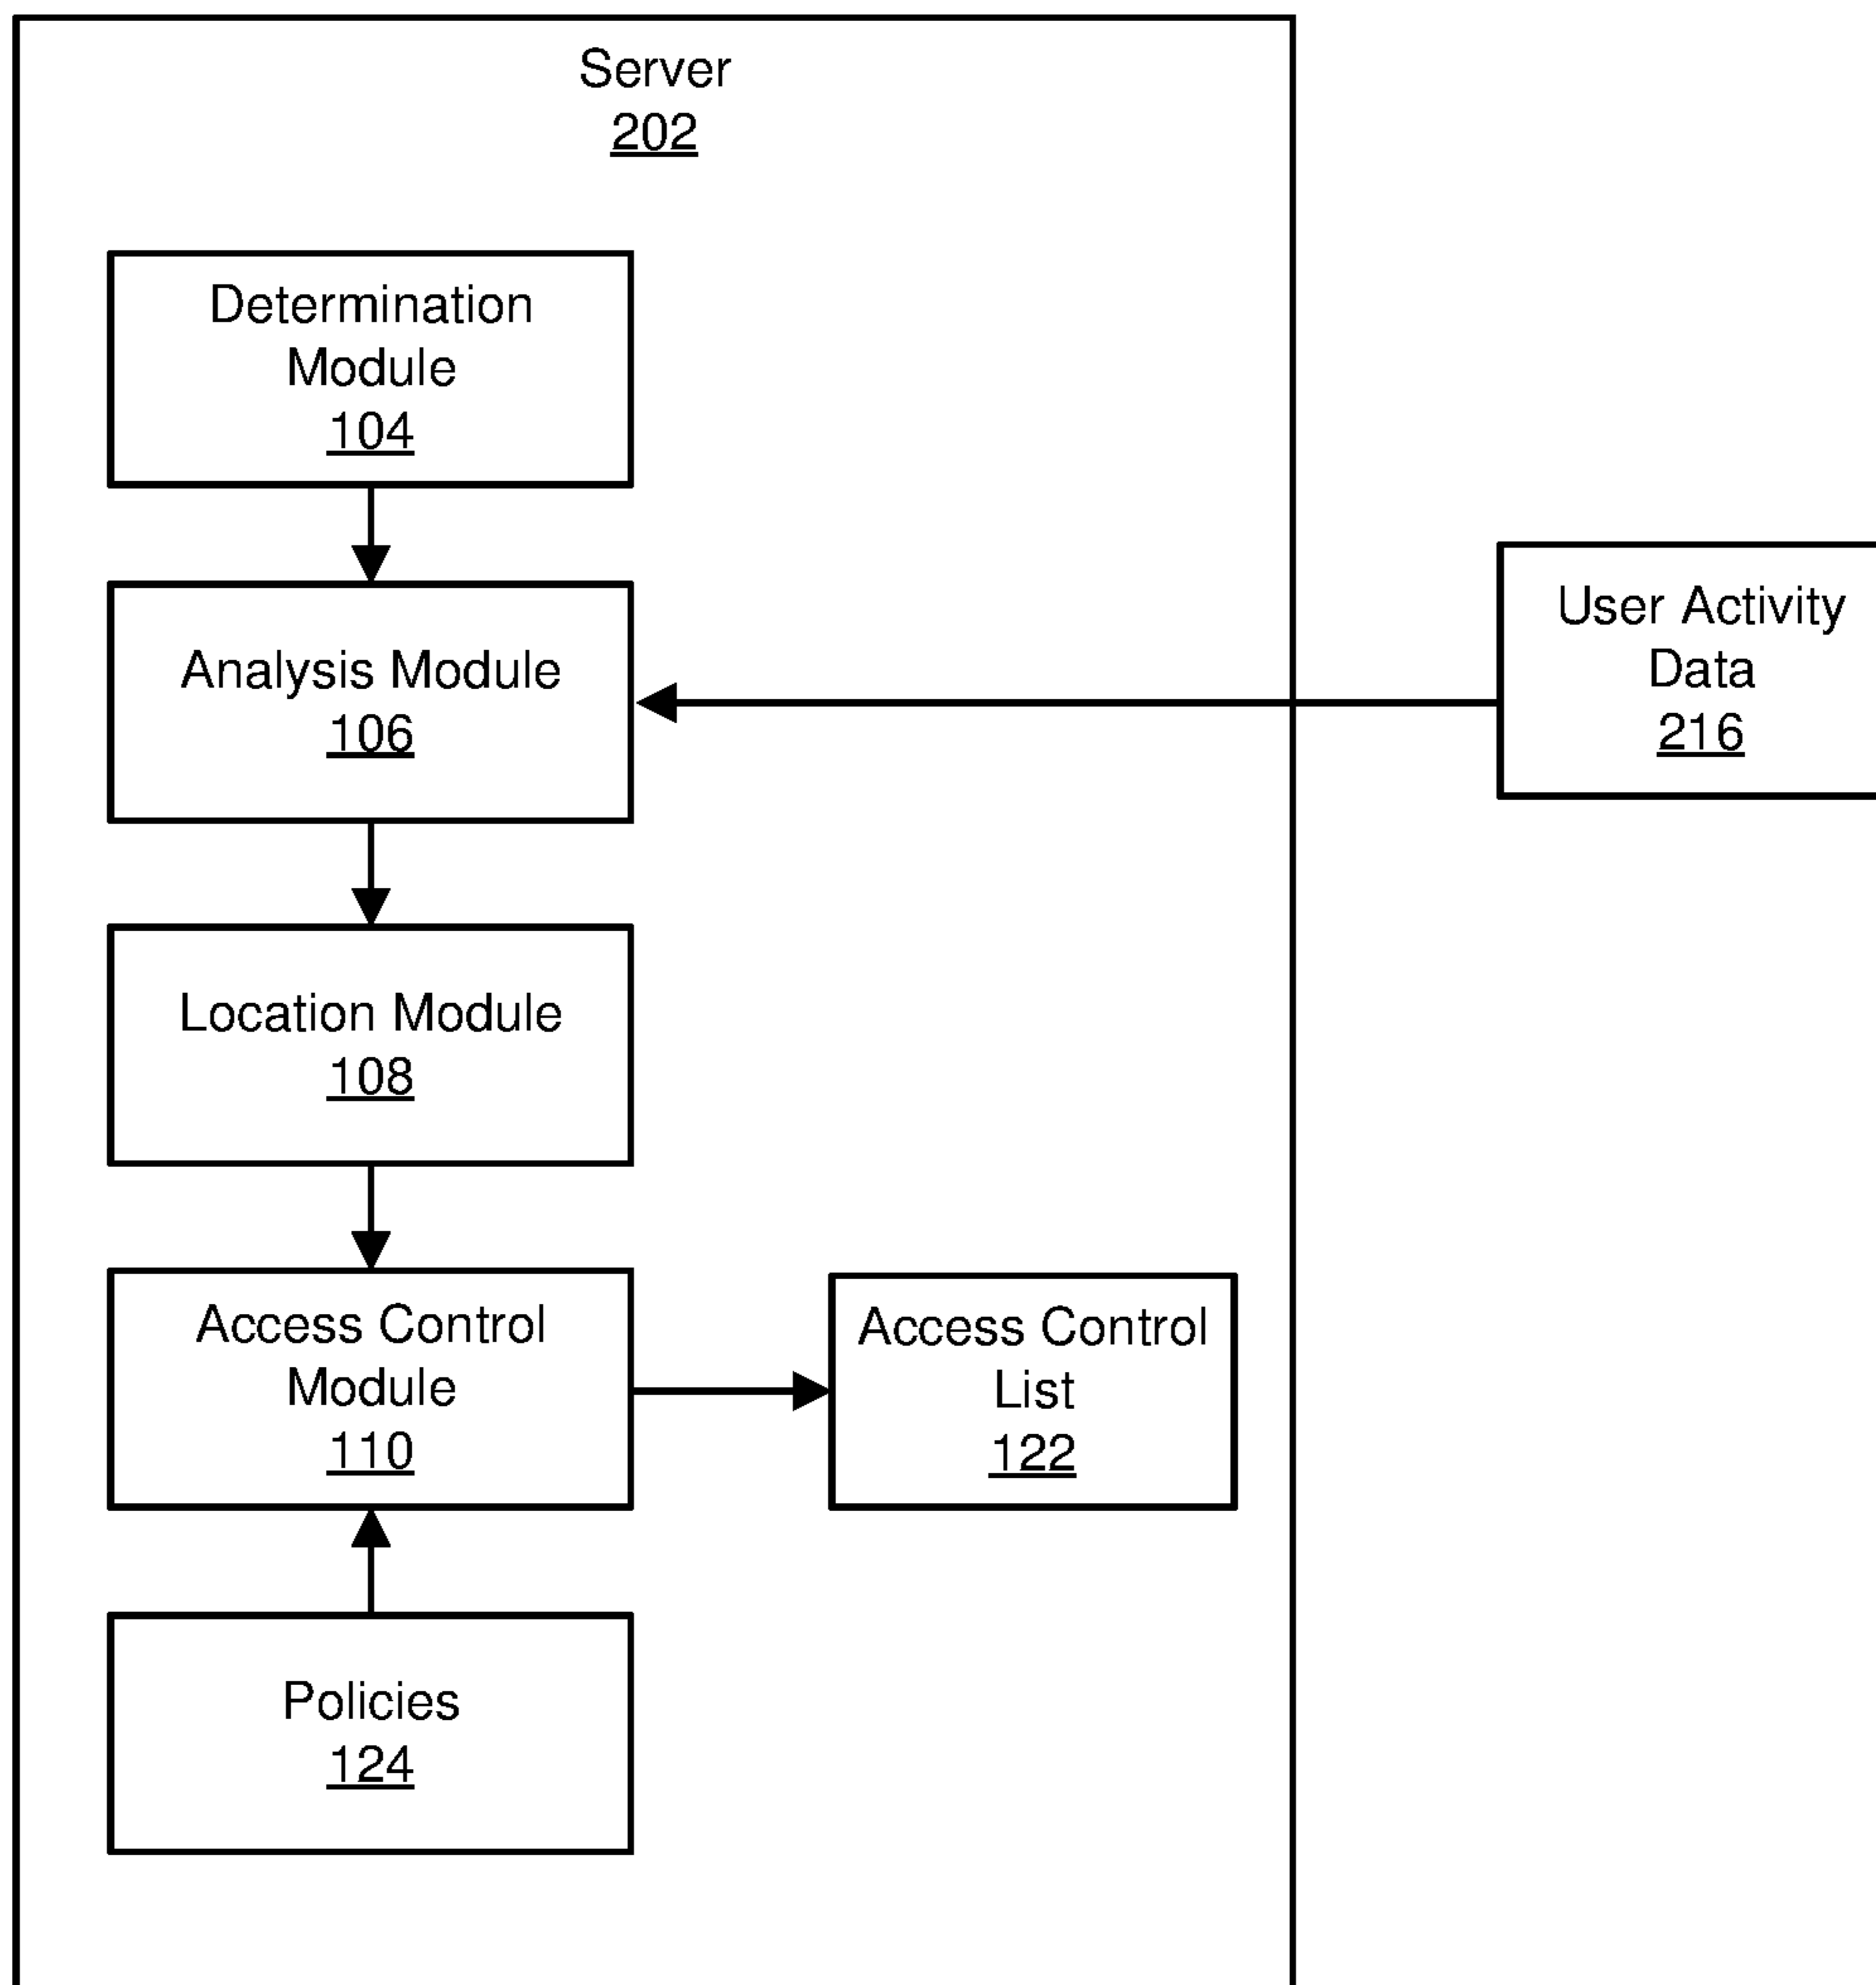 Server
202
Determination
Module
104
Analysis Module
106
User Activity
Data
216
Location Module
108
Access Control
Module
110
Access Control
List
122
Policies
124